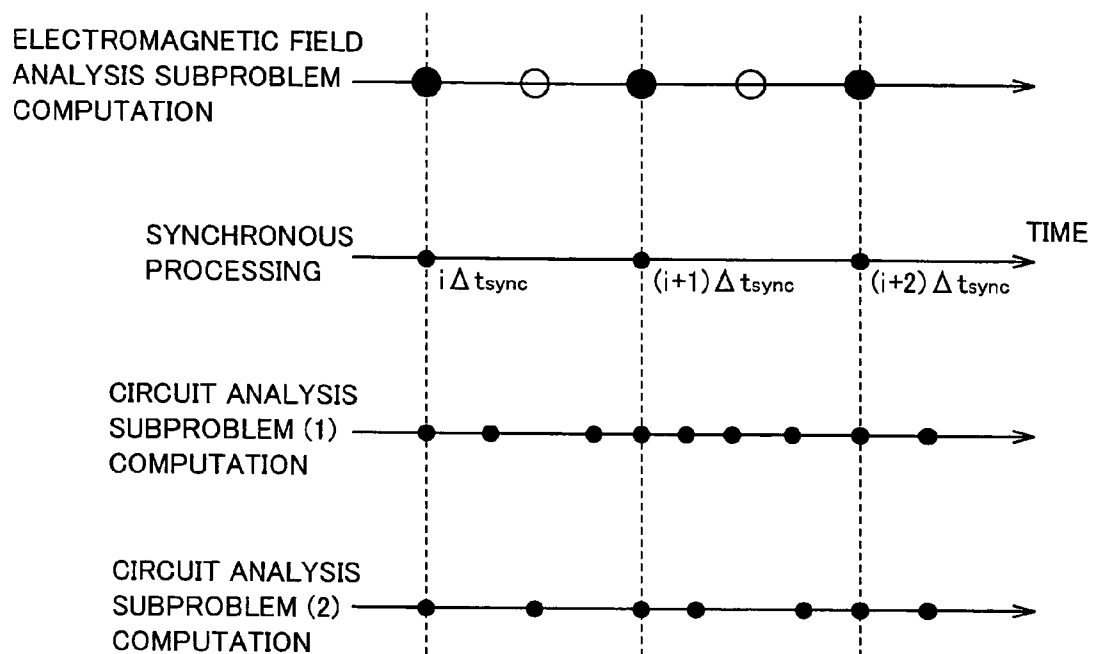 ELECTROMAGNETIC FIELD
ANALYSIS SUBPROBLEM
COMPUTATION
TIME
SYNCHRONOUS
PROCESSING
iΔtsync
(i+1)Δtsync
(i+2)Δtsync
CIRCUIT ANALYSIS
SUBPROBLEM (1)
COMPUTATION
CIRCUIT ANALYSIS
SUBPROBLEM (2)
COMPUTATION